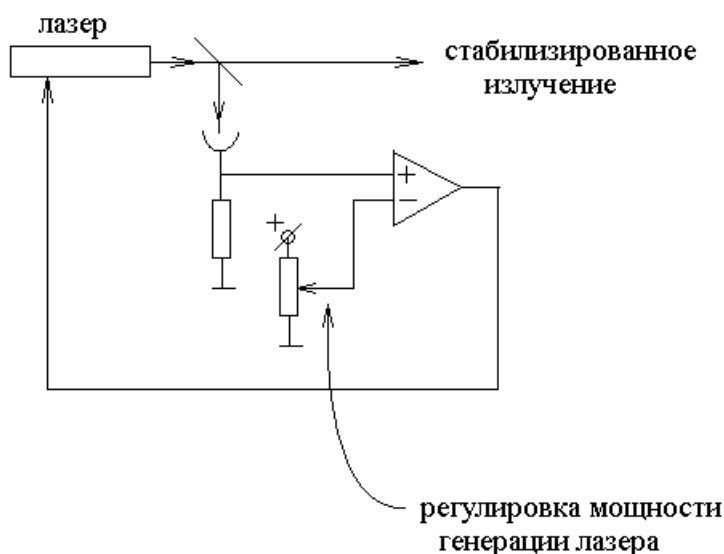 лазер
стабилизированное
излучение
+
−
+
регулировка мощности
генерации лазера